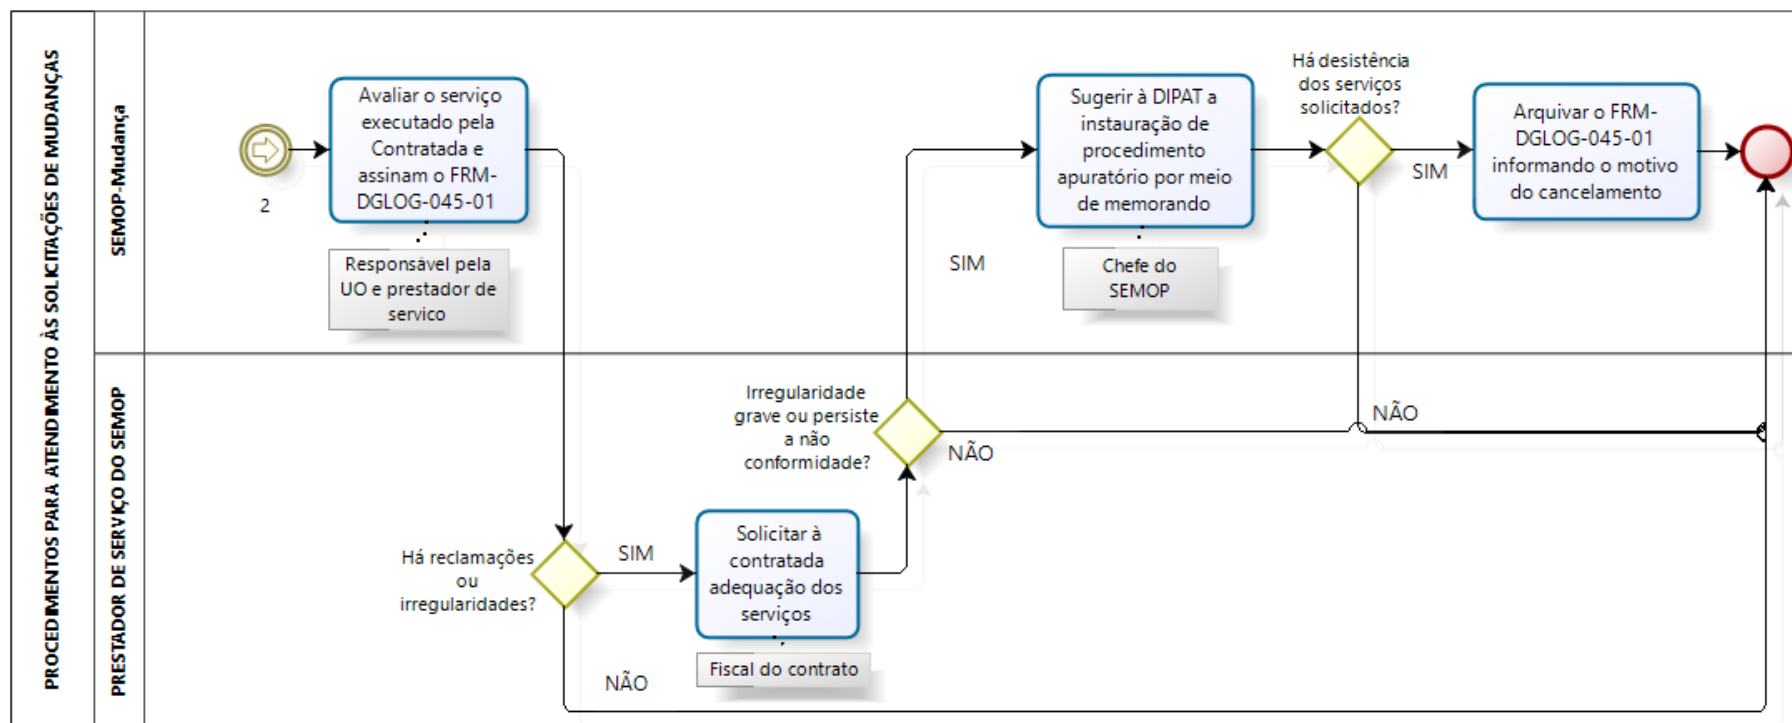 PROCEDIMENTOS PARA ATENDIMENTO ÀS SOLICITAÇÕES DE MUDANÇAS
SEMOP-Mudança
2
Avaliar o serviço
executado pela
Contratada e
assinam o FRM-
DGLOG-045-01
Responsável pela
UO e prestador de
servico
SIM
Sugerir à DIPAT a
instauração de
procedimento
apuratório por meio
de memorando
Chefe do
SEMOP
Há desistência
dos serviços
solicitados?
SIM
Arquivar o FRM-
DGLOG-045-01
informando o motivo
do cancelamento
PRESTADOR DE SERVIÇO DO SEMOP
Há reclamações
ou
irregularidades?
SIM
NÃO
Solicitar à
contratada
adequação dos
serviços
Fiscal do contrato
Irregularidade
grave ou persiste
a não
conformidade?
NÃO
NÃO